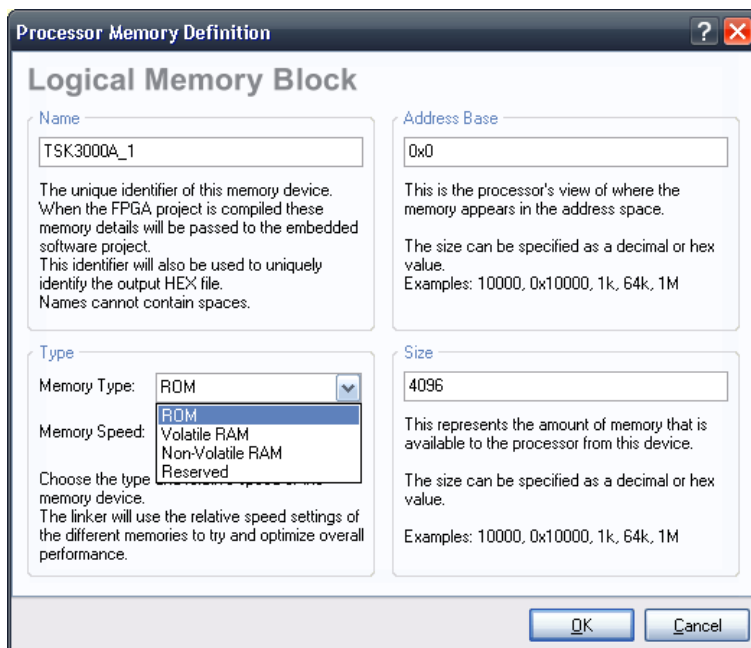 Processor Memory Definition
Logical Memory Block
Name
TSK3000A_1
The unique identifier of this memory device.
When the FPGA project is compiled these
memory details will be passed to the embedded
software project.
This identifier will also be used to uniquely
identify the output HEX file.
Names cannot contain spaces.
Address Base
0x0
This is the processor's view of where the
memory appears in the address space.
The size can be specified as a decimal or hex
value.
Examples: 10000, 0x10000, 1k, 64k, 1M
Type
Memory Type: ROM
ROM
Memory Speed:
Volatile RAM
Non-Volatile RAM
Reserved
Choose the type
memory device.
The linker will use the relative speed settings of
the different memories to try and optimize overall
performance.
Size
4096
This represents the amount of memory that is
available to the processor from this device.
The size can be specified as a decimal or hex
value.
Examples: 10000, 0x10000, 1k, 64k, 1M
OK
Cancel